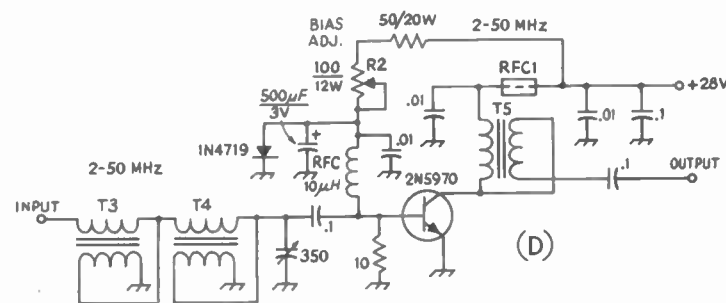 BIAS ADJ.
50/20W
2-50 MHz
100/12W
R2
RFC1
+28V
500µF/3V
.01
.01
.1
T5
1N4719
RFC
10µH
.01
2-50 MHz
2N5970
.1
OUTPUT
INPUT
T3
T4
.1
350
10
(D)